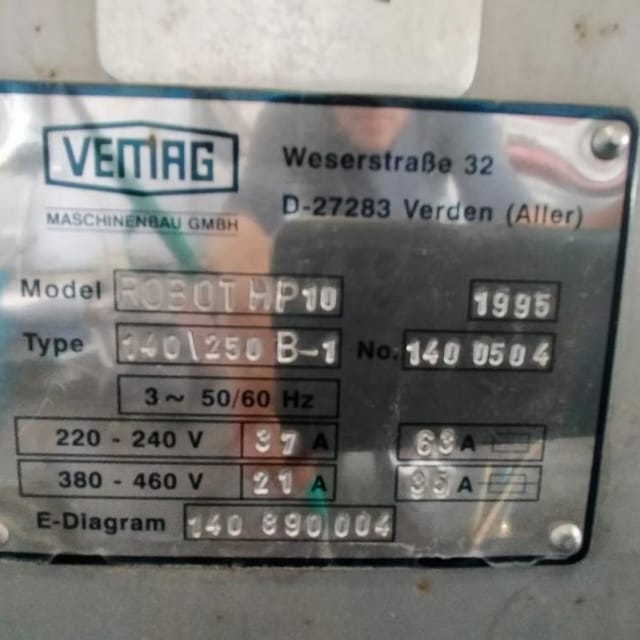 VEMAG
MASCHINENBAU GMBH
Weserstraße 32
D-27283 Verden (Aller)
Model ROBOT HP10 1995
Type 140\250 B-1 No. 140 0504
3~ 50/60 Hz
220 - 240 V 37 A 63 A
380 - 460 V 21 A 35 A
E-Diagram 140 890 004